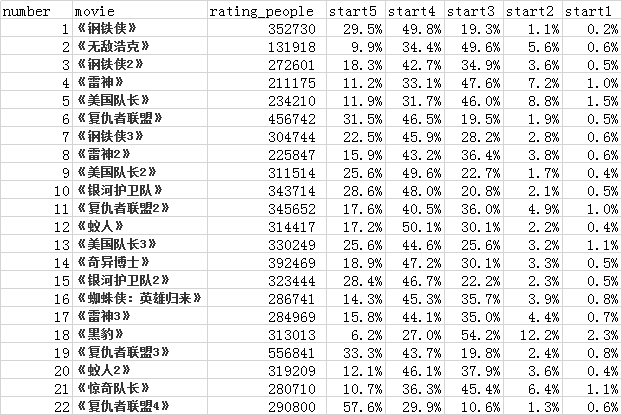 number movie rating_people start5 start4 start3 start2 start1
1 《钢铁侠》 352730 29.5% 49.8% 19.3% 1.1% 0.2%
2 《无敌浩克》 131918 9.9% 34.4% 49.6% 5.6% 0.6%
3 《钢铁侠2》 272601 18.3% 42.7% 34.9% 3.6% 0.5%
4 《雷神》 211175 11.2% 33.1% 47.6% 7.2% 1.0%
5 《美国队长》 234210 11.9% 31.7% 46.0% 8.8% 1.5%
6 《复仇者联盟》 456742 31.5% 46.5% 19.5% 1.9% 0.5%
7 《钢铁侠3》 304744 22.5% 45.9% 28.2% 2.8% 0.6%
8 《雷神2》 225847 15.9% 43.2% 36.4% 3.8% 0.6%
9 《美国队长2》 311514 25.6% 49.6% 22.7% 1.7% 0.4%
10 《银河护卫队》 343714 28.6% 48.0% 20.8% 2.1% 0.5%
11 《复仇者联盟2》 345652 17.6% 40.5% 36.0% 4.9% 1.0%
12 《蚁人》 314417 17.2% 50.1% 30.1% 2.2% 0.4%
13 《美国队长3》 330249 25.6% 44.6% 25.6% 3.2% 1.1%
14 《奇异博士》 392469 18.9% 47.2% 30.1% 3.3% 0.5%
15 《银河护卫队2》 323444 28.4% 46.7% 22.2% 2.3% 0.5%
16 《蜘蛛侠：英雄归来》 286741 14.3% 45.3% 35.7% 3.9% 0.8%
17 《雷神3》 284969 15.8% 44.1% 35.0% 4.4% 0.7%
18 《黑豹》 313013 6.2% 27.0% 54.2% 12.2% 2.3%
19 《复仇者联盟3》 556841 33.3% 43.7% 19.8% 2.4% 0.8%
20 《蚁人2》 319209 12.1% 46.1% 37.9% 3.6% 0.4%
21 《惊奇队长》 280710 10.7% 36.3% 45.4% 6.4% 1.1%
22 《复仇者联盟4》 290800 57.6% 29.9% 10.6% 1.3% 0.6%